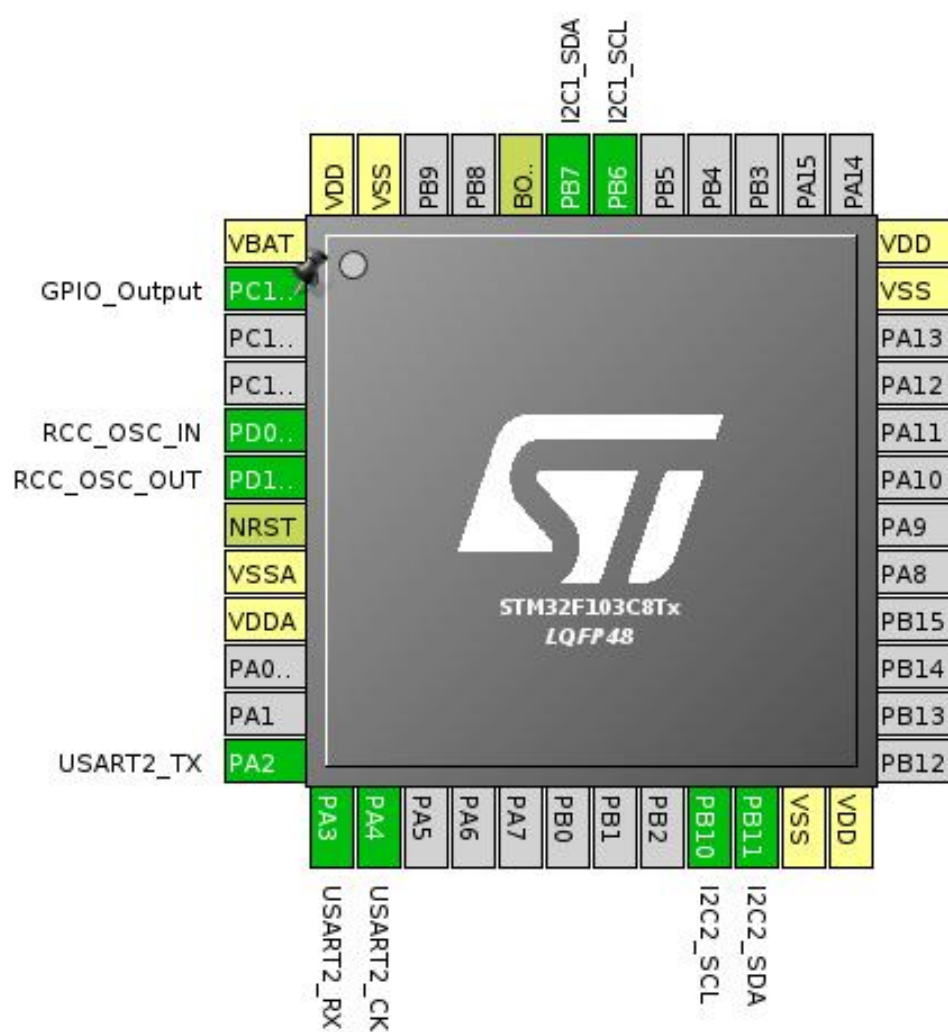 I2C1_SDA
I2C1_SCL
VDD
VSS
PB9
PB8
BO..
PB7
PB6
PB5
PB4
PB3
PA15
PA14
VBAT
VDD
GPIO_Output PC1..
VSS
PC1..
PA13
PC1..
PA12
RCC_OSC_IN PD0..
PA11
RCC_OSC_OUT PD1..
PA10
NRST
PA9
VSSA
PA8
STM32F103C8Tx
LQFP48
VDDA
PB15
PA0..
PB14
PA1
PB13
USART2_TX PA2
PB12
PA3
PA4
PA5
PA6
PA7
PB0
PB1
PB2
PB10
PB11
VSS
VDD
USART2_RX
USART2_CK
I2C2_SCL
I2C2_SDA